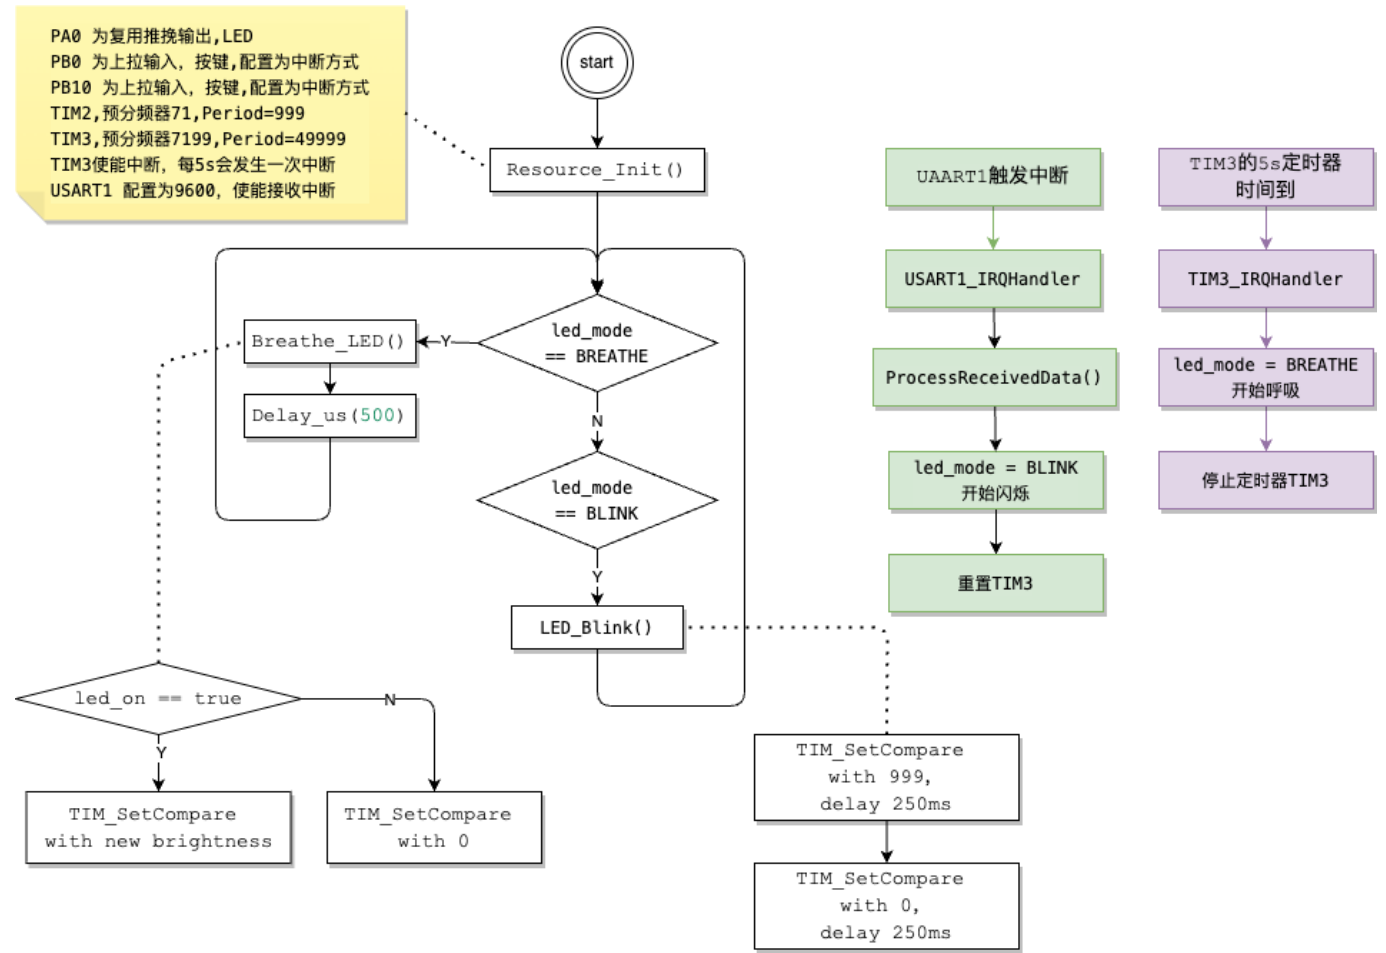 PA0 为复用推挽输出,LED
PB0 为上拉输入，按键,配置为中断方式
PB10 为上拉输入，按键,配置为中断方式
TIM2,预分频器71,Period=999
TIM3,预分频器7199,Period=49999
TIM3使能中断，每5s会发生一次中断
USART1 配置为9600，使能接收中断
start
Resource_Init()
led_mode
== BREATHE
Y
Breathe_LED()
Delay_us(500)
N
led_mode
== BLINK
Y
LED_Blink()
led_on == true
N
Y
TIM_SetCompare
with new brightness
TIM_SetCompare
with 0
TIM_SetCompare
with 999,
delay 250ms
TIM_SetCompare
with 0,
delay 250ms
UAART1触发中断
USART1_IRQHandler
ProcessReceivedData()
led_mode = BLINK
开始闪烁
重置TIM3
TIM3的5s定时器
时间到
TIM3_IRQHandler
led_mode = BREATHE
开始呼吸
停止定时器TIM3